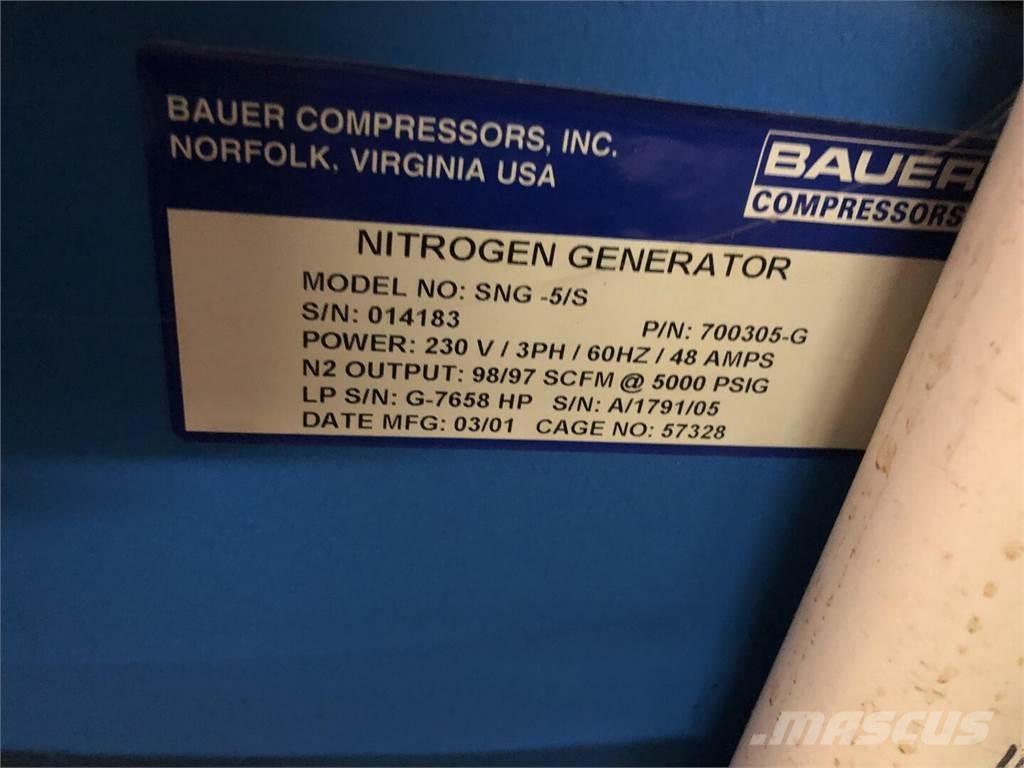 BAUER COMPRESSORS, INC.
NORFOLK, VIRGINIA USA
BAUER
COMPRESSORS
NITROGEN GENERATOR
MODEL NO: SNG -5/S
S/N: 014183 P/N: 700305-G
POWER: 230 V / 3PH / 60HZ / 48 AMPS
N2 OUTPUT: 98/97 SCFM @ 5000 PSIG
LP S/N: G-7658 HP S/N: A/1791/05
DATE MFG: 03/01 CAGE NO: 57328
MASCUS